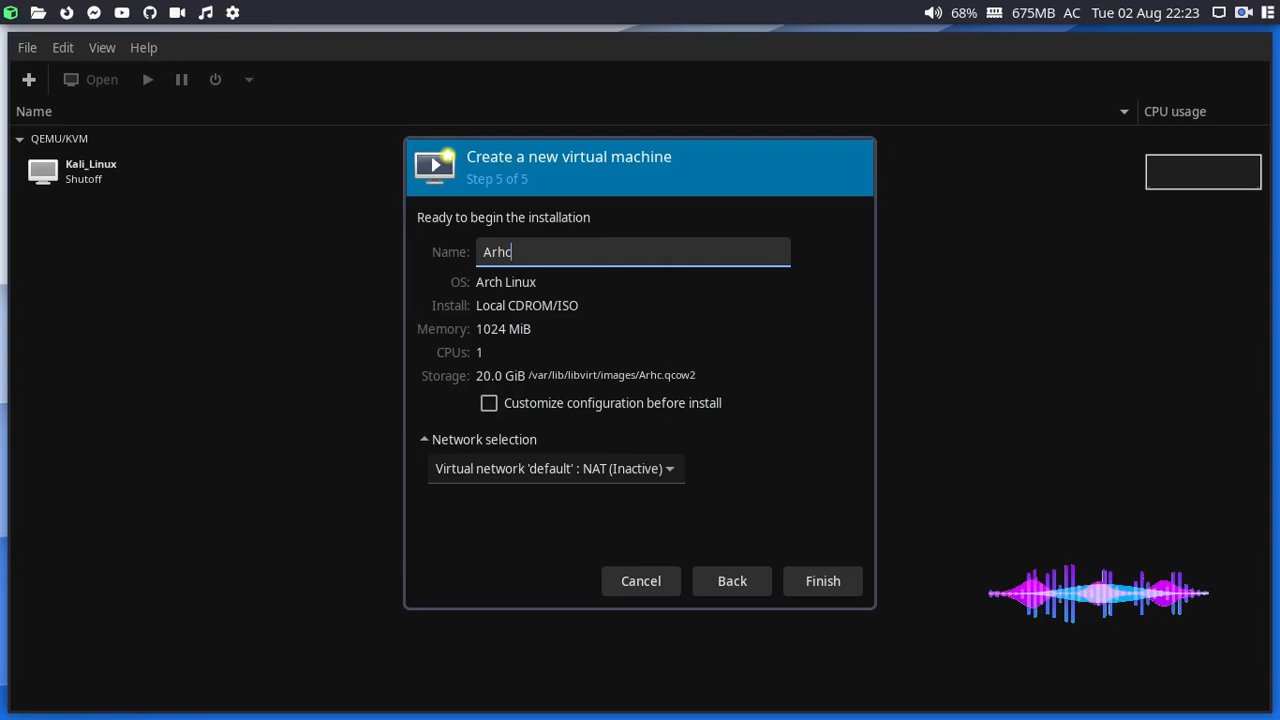 68% 675MB AC Tue 02 Aug 22:23
File Edit View Help
Open
Name CPU usage
QEMU/KVM
Kali_Linux
Shutoff
Create a new virtual machine
Step 5 of 5
Ready to begin the installation
Name: Arhc
OS: Arch Linux
Install: Local CDROM/ISO
Memory: 1024 MiB
CPUs: 1
Storage: 20.0 GiB /var/lib/libvirt/images/Arhc.qcow2
Customize configuration before install
Network selection
Virtual network 'default' : NAT (Inactive)
Cancel Back Finish